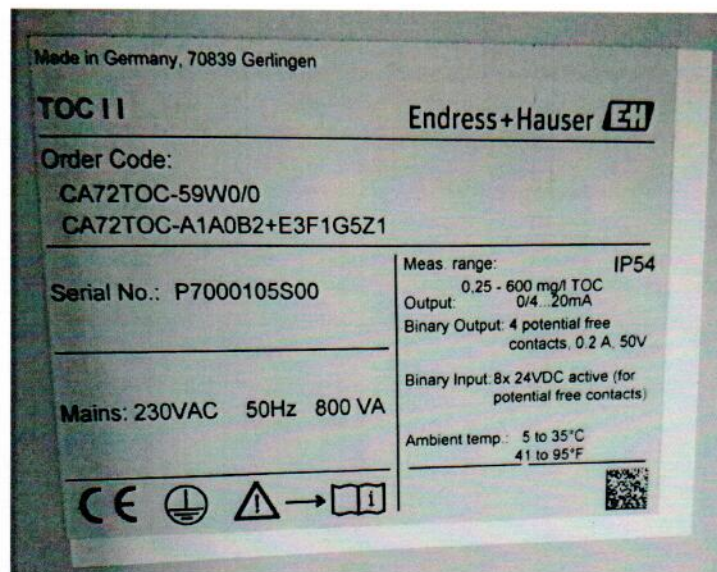 Made in Germany, 70839 Gerlingen
TOC II
Endress+Hauser EH
Order Code:
CA72TOC-59W0/0
CA72TOC-A1A0B2+E3F1G5Z1
Serial No.: P7000105S00
Mains: 230VAC 50Hz 800 VA
Meas. range: IP54
0,25 - 600 mg/l TOC
Output: 0/4...20mA
Binary Output: 4 potential free
contacts, 0.2 A, 50V
Binary Input: 8x 24VDC active (for
potential free contacts)
Ambient temp.: 5 to 35°C
41 to 95°F
CE
i